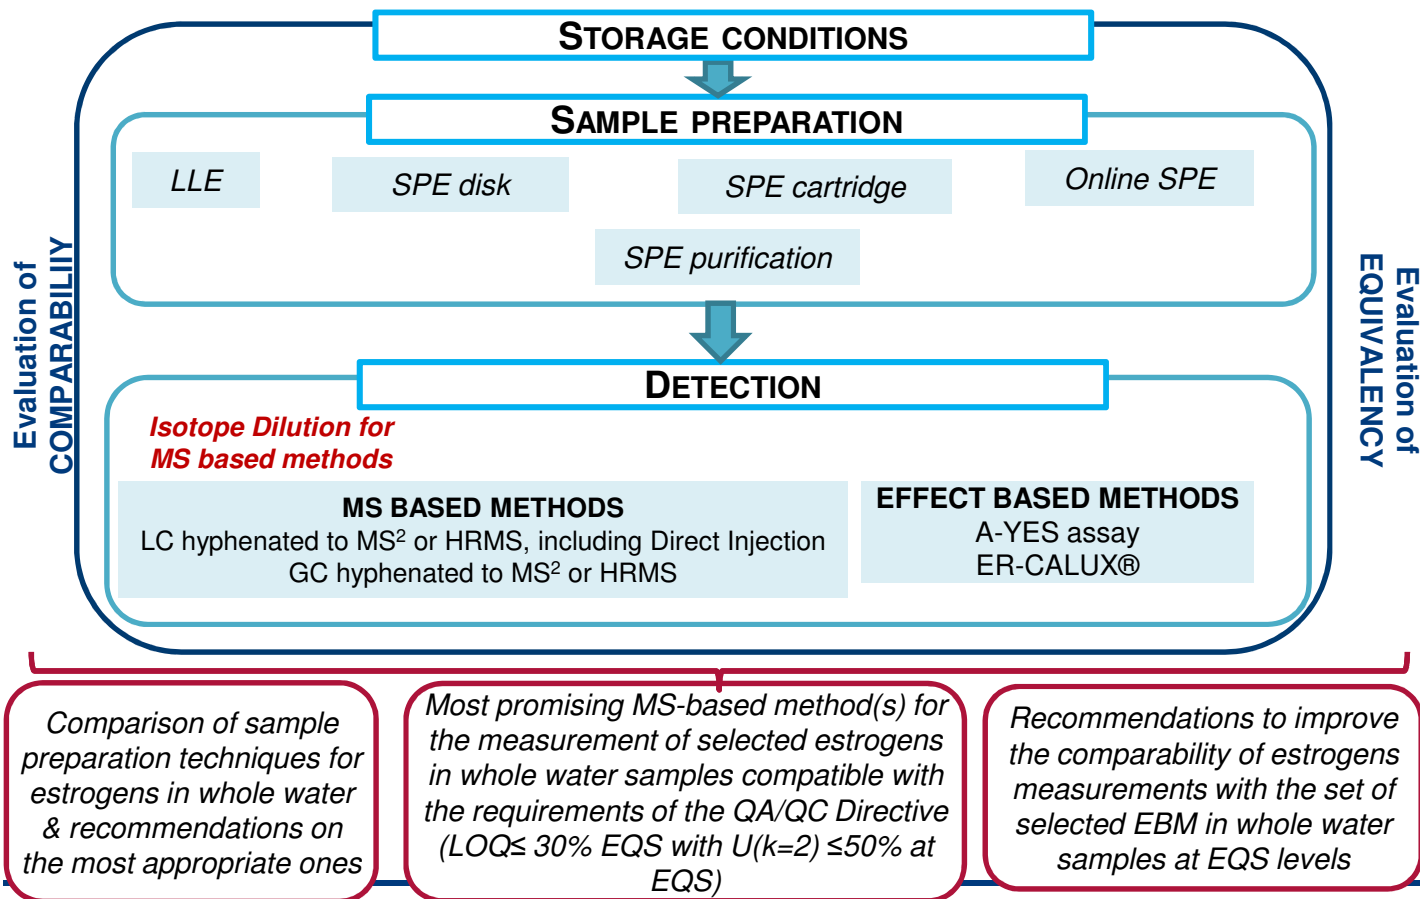 STORAGE CONDITIONS
SAMPLE PREPARATION
LLE
SPE disk
SPE cartridge
Online SPE
SPE purification
Evaluation of
COMPARABILIIY
Evaluation of
EQUIVALENCY
DETECTION
Isotope Dilution for
MS based methods
MS BASED METHODS
LC hyphenated to MS² or HRMS, including Direct Injection
GC hyphenated to MS² or HRMS
EFFECT BASED METHODS
A-YES assay
ER-CALUX®
Comparison of sample
preparation techniques for
estrogens in whole water
& recommendations on
the most appropriate ones
Most promising MS-based method(s) for
the measurement of selected estrogens
in whole water samples compatible with
the requirements of the QA/QC Directive
(LOQ≤ 30% EQS with U(k=2) ≤50% at
EQS)
Recommendations to improve
the comparability of estrogens
measurements with the set of
selected EBM in whole water
samples at EQS levels